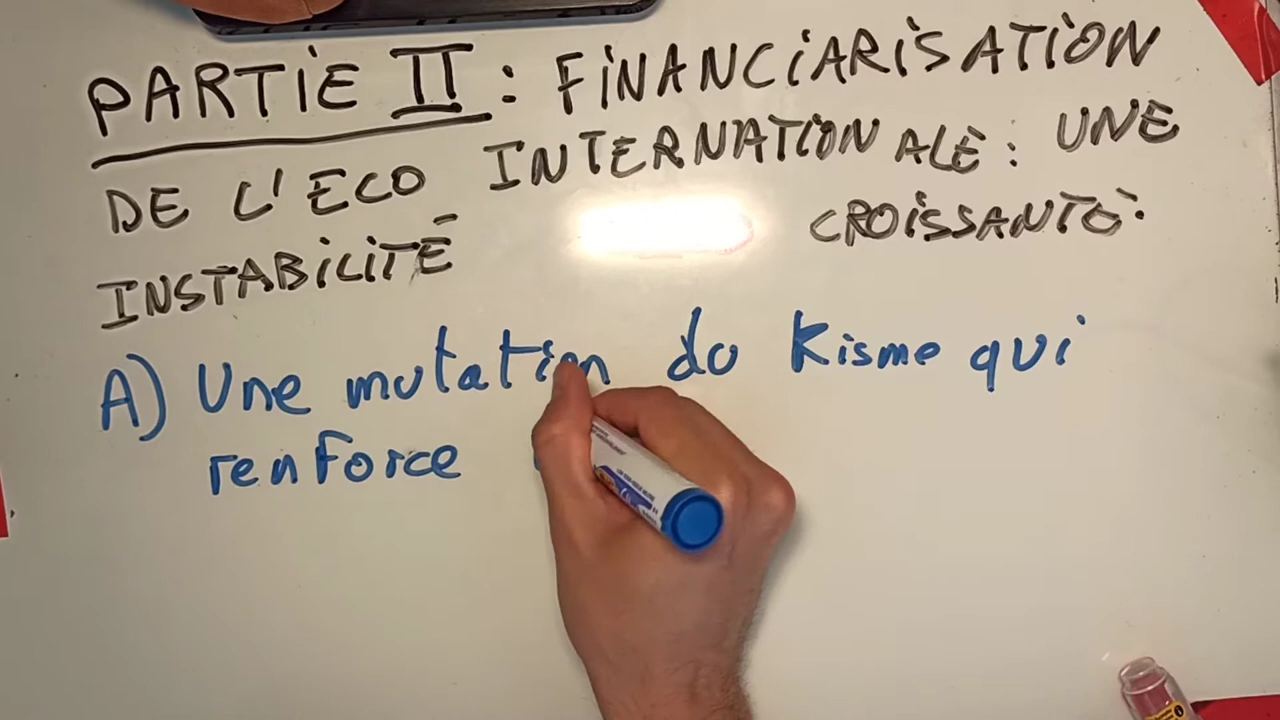 PARTIE II : FINANCIARISATION
DE L'ECO INTERNATIONALE : UNE
INSTABILITÉ CROISSANTE.
A) Une mutation du Kisme qui
renforce